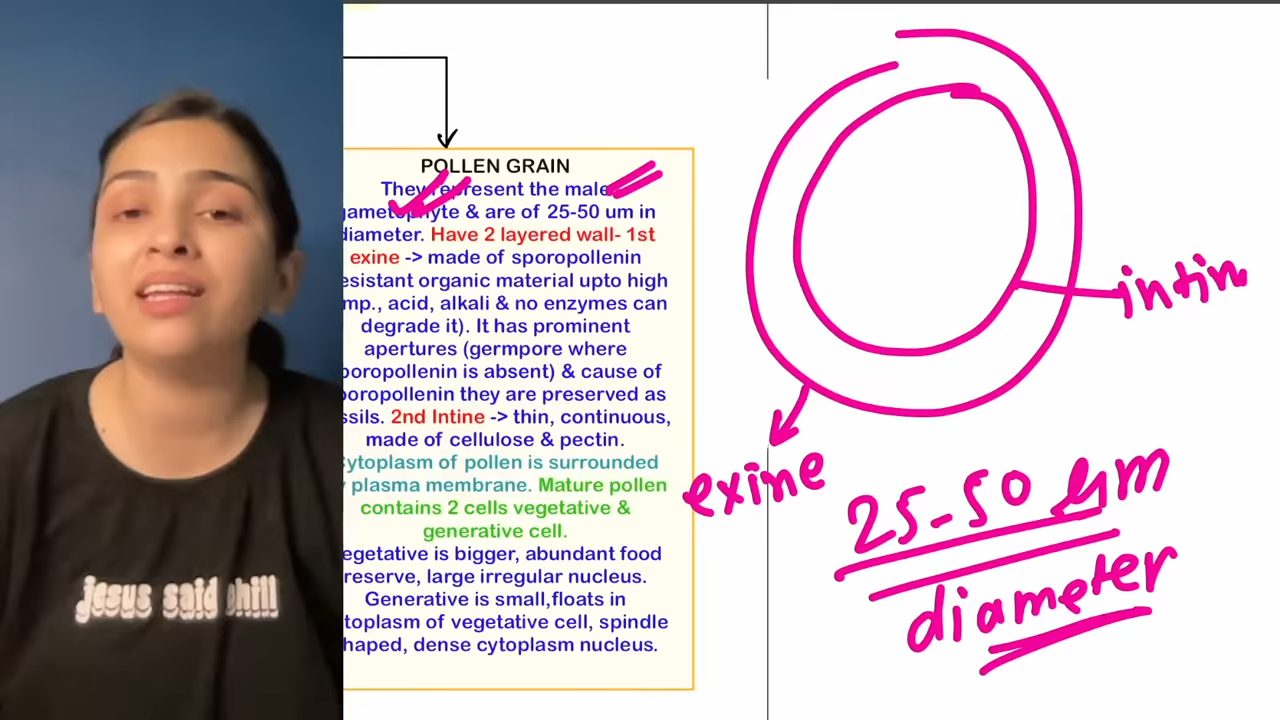 POLLEN GRAIN
They represent the male
gametophyte & are of 25-50 um in
diameter. Have 2 layered wall- 1st
exine -> made of sporopollenin
esistant organic material upto high
mp., acid, alkali & no enzymes can
degrade it). It has prominent
apertures (germpore where
poropollenin is absent) & cause of
poropollenin they are preserved as
ssils. 2nd Intine -> thin, continuous,
made of cellulose & pectin.
Cytoplasm of pollen is surrounded
y plasma membrane. Mature pollen
contains 2 cells vegetative &
generative cell.
egetative is bigger, abundant food
reserve, large irregular nucleus.
Generative is small,floats in
toplasm of vegetative cell, spindle
haped, dense cytoplasm nucleus.
intin
exine
25-50 μm
diameter
jesus said chill